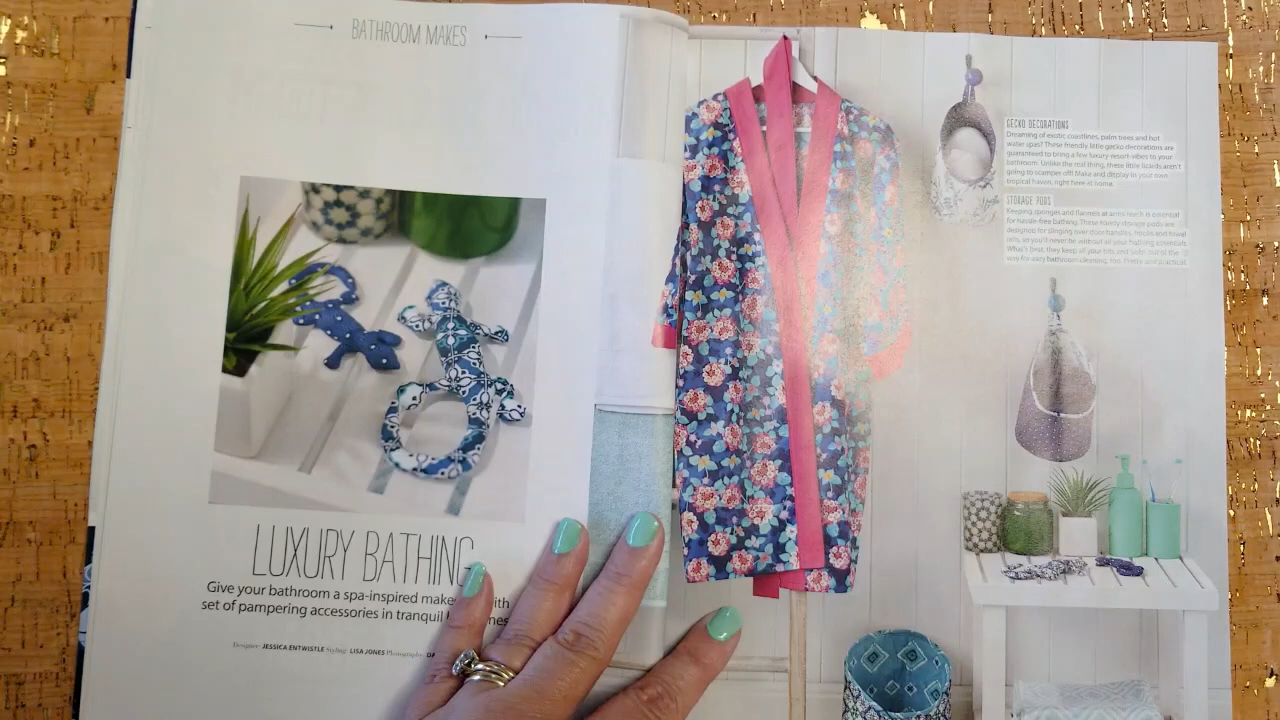 BATHROOM MAKES
LUXURY BATHING
Give your bathroom a spa-inspired make
set of pampering accessories in tranquil
Designer: JESSICA ENTWISTLE Styling: LISA JONES Photography:
GECKO DECORATIONS
Dreaming of exotic coastlines, palm trees and hot
water spas? These friendly little gecko decorations are
guaranteed to bring a few luxury resort vibes to your
bathroom. Unlike the real thing, these little lizards aren't
going to scamper off! Make and display in your own
tropical haven, right here at home.
STORAGE PODS
Keeping sponges and flannels at arms reach is essential
for hassle-free bathing. These handy storage pods are
designed for slinging over door handles, hooks and towel
rails, so you'll never be without all your bathing essentials.
What's more, they keep all your bits and bobs out of the
way for easy bathroom cleaning, too. Pretty and practical.